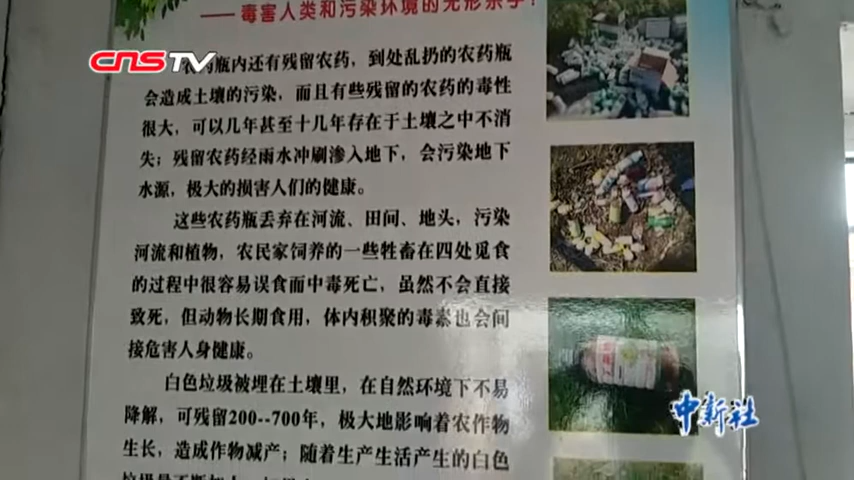 ——毒害人类和污染环境的无形杀手!
CNSTV
农药瓶内还有残留农药，到处乱扔的农药瓶
会造成土壤的污染，而且有些残留的农药的毒性
很大，可以几年甚至十几年存在于土壤之中不消
失；残留农药经雨水冲刷渗入地下，会污染地下
水源，极大的损害人们的健康。
这些农药瓶丢弃在河流、田间、地头，污染
河流和植物，农民家饲养的一些牲畜在四处觅食
的过程中很容易误食而中毒死亡，虽然不会直接
致死，但动物长期食用，体内积聚的毒素也会间
接危害人身健康。
白色垃圾被埋在土壤里，在自然环境下不易
降解，可残留200--700年，极大地影响着农作物
生长，造成作物减产；随着生产生活产生的白色
中新社